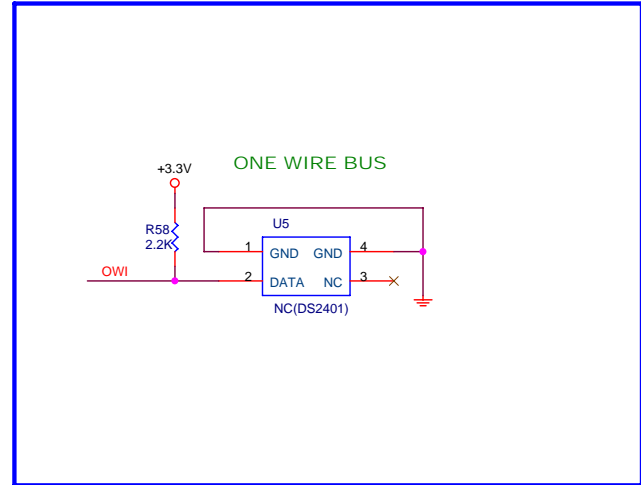 ONE WIRE BUS
+3.3V
R58
2.2K
U5
1 GND GND 4
OWI
2 DATA NC 3
NC(DS2401)